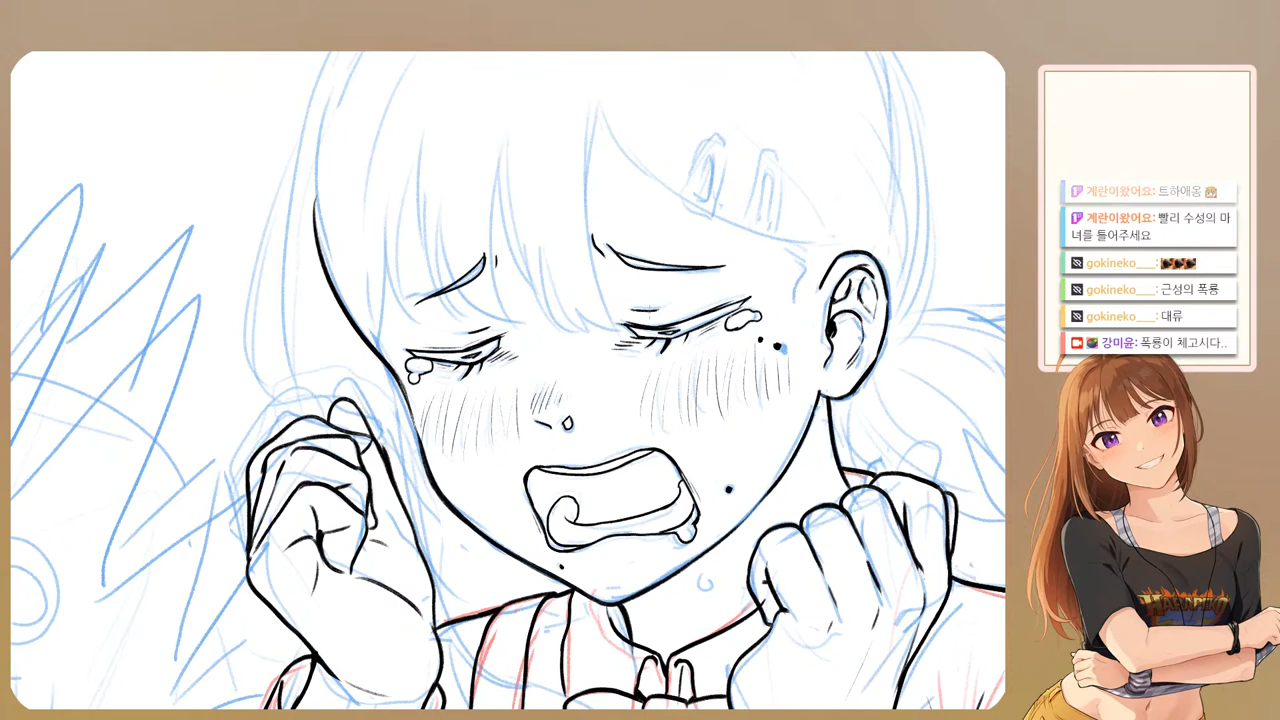 계란이왔어요: 트하애옹
계란이왔어요: 빨리 수성의 마
녀를 틀어주세요
gokineko___:
gokineko___: 근성의 폭룡
gokineko___: 대류
강미윤: 폭룡이 체고시다..